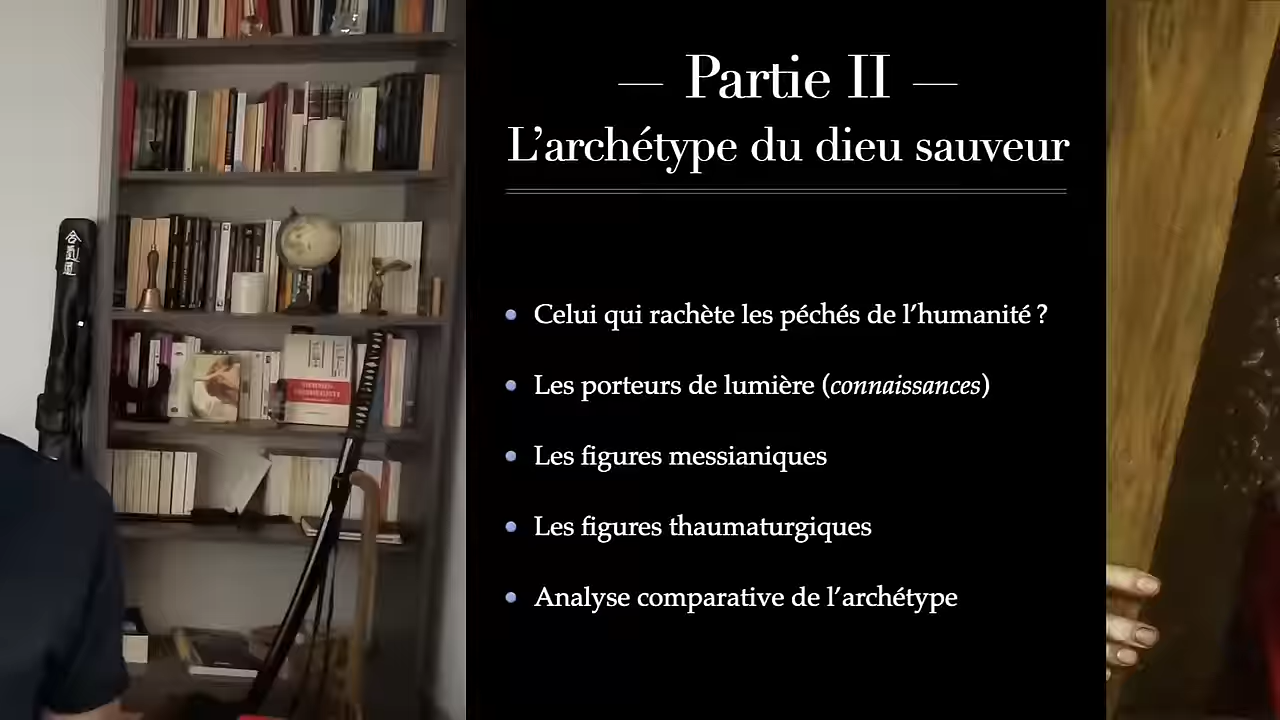 — Partie II —
L’archétype du dieu sauveur
• Celui qui rachète les péchés de l’humanité ?
• Les porteurs de lumière (connaissances)
• Les figures messianiques
• Les figures thaumaturgiques
• Analyse comparative de l’archétype